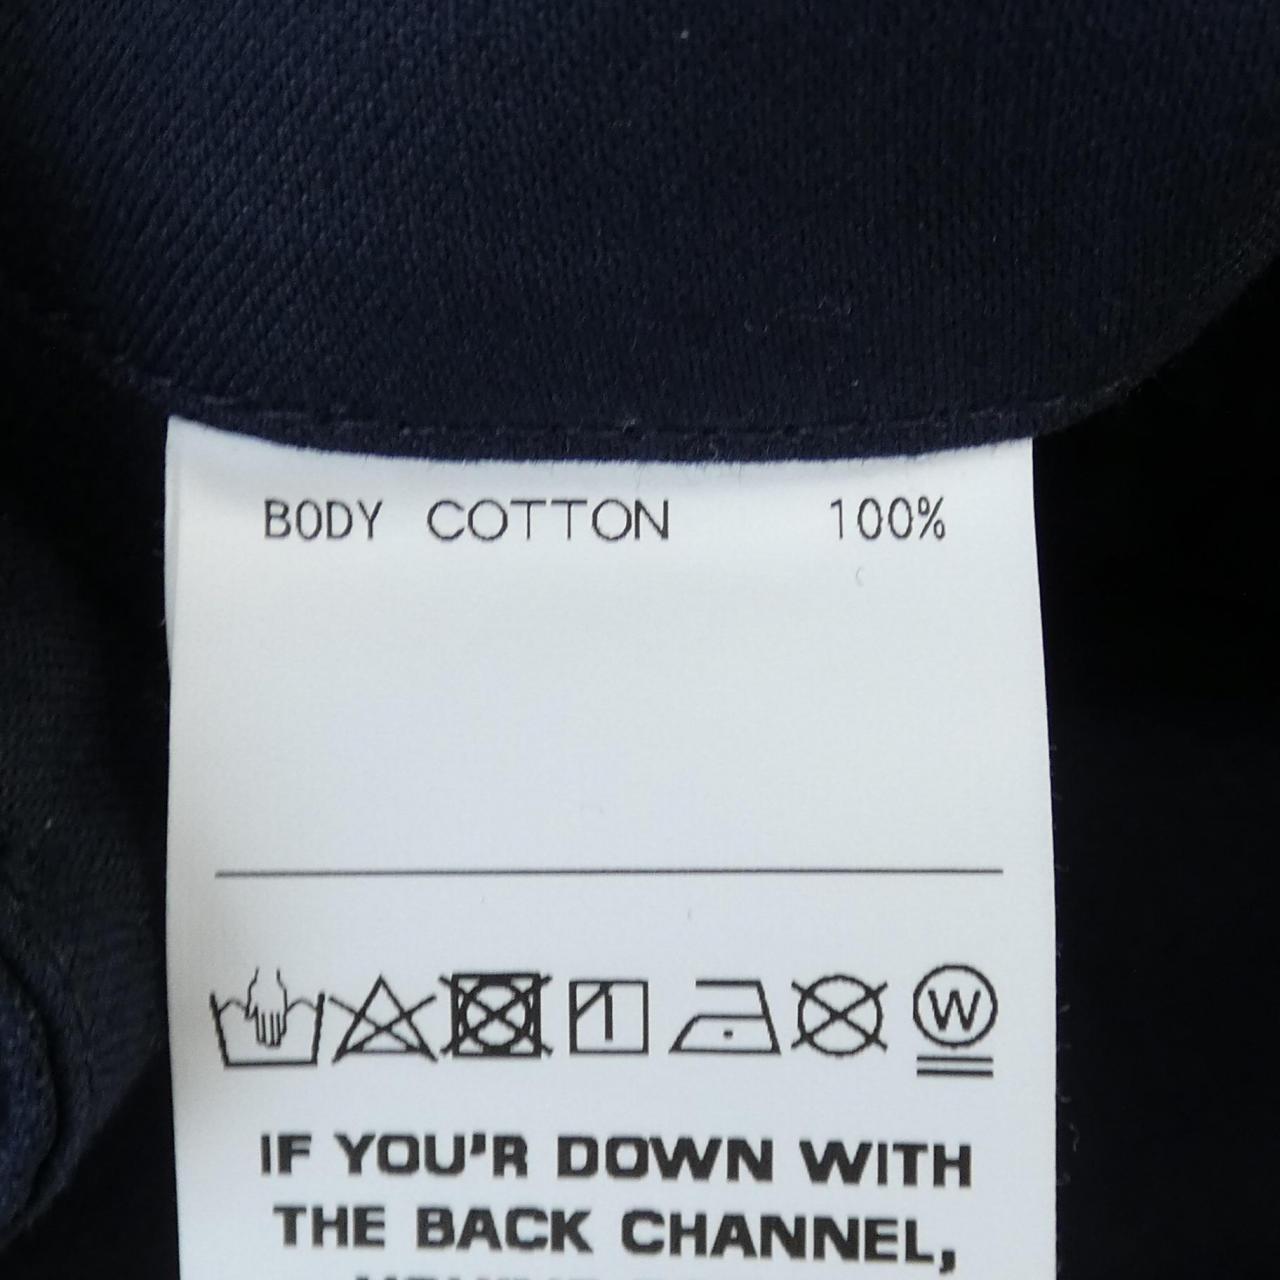 BODY COTTON 100%
W
IF YOU'R DOWN WITH
THE BACK CHANNEL,